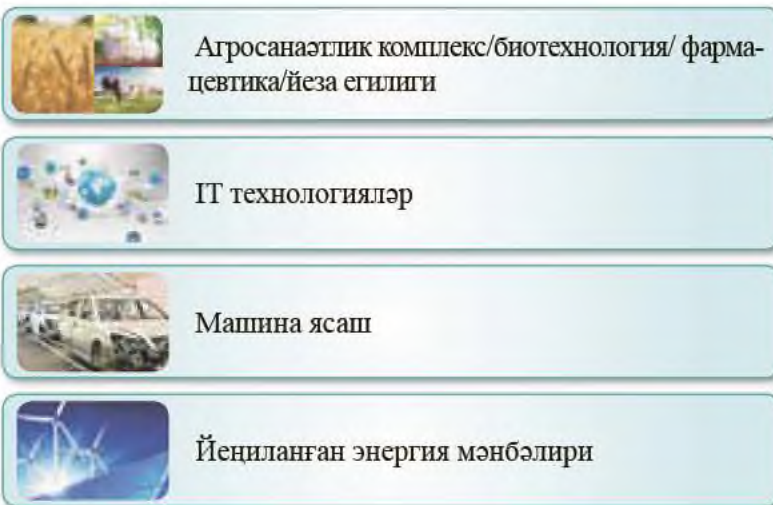 Агросанаәтлик комплекс/биотехнология/ фарма-
цевтика/йеза егилиги
IT технологияләр
Машина ясаш
Йеңиланған энергия мәнбәлири